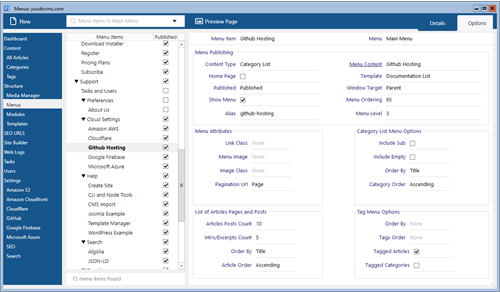 Menus: youdocms.com
New
Menu Items in Main Menu
Preview Page
Details
Options
Dashboard
Content
All Articles
Categories
Tags
Structure
Media Manager
Menus
Modules
Templates
SEO URLS
Site Builder
Web Logs
Tasks
Users
Settings
Amazon S3
Amazon Cloudfront
Cloudflare
GitHub
Google Firebase
Microsoft Azure
SEO
Search
Menu Items Published
Download Installer
Register
Pricing Plans
Subscribe
Support
Tasks and Users
Preferences
About Us
Cloud Settings
Amazon AWS
Cloudflare
Github Hosting
Google Firebase
Microsoft Azure
Help
Create Site
CLI and Node Tools
CMS Import
Joomla Example
Template Manager
WordPress Example
Search
Algolia
JSON-LD
72 menu items found
Menu Item Github Hosting
Menu Main Menu
Menu Publishing
Content Type Category List
Menu Content Github Hosting
Home Page
Template Documentation List
Published Published
Window Target Parent
Show Menu
Menu Ordering 65
Alias github-hosting
Menu Level 3
Menu Attributes
Link Class None
Menu Image None
Image Class None
Pagination Url Page
Category List Menu Options
Include Sub
Include Empty
Order By Title
Category Order Ascending
List of Articles Pages and Posts
Articles Posts Count 10
Intro/Excerpts Count 5
Order By Title
Article Order Ascending
Tag Menu Options
Order By None
Tags Order None
Tagged Articles
Tagged Categories